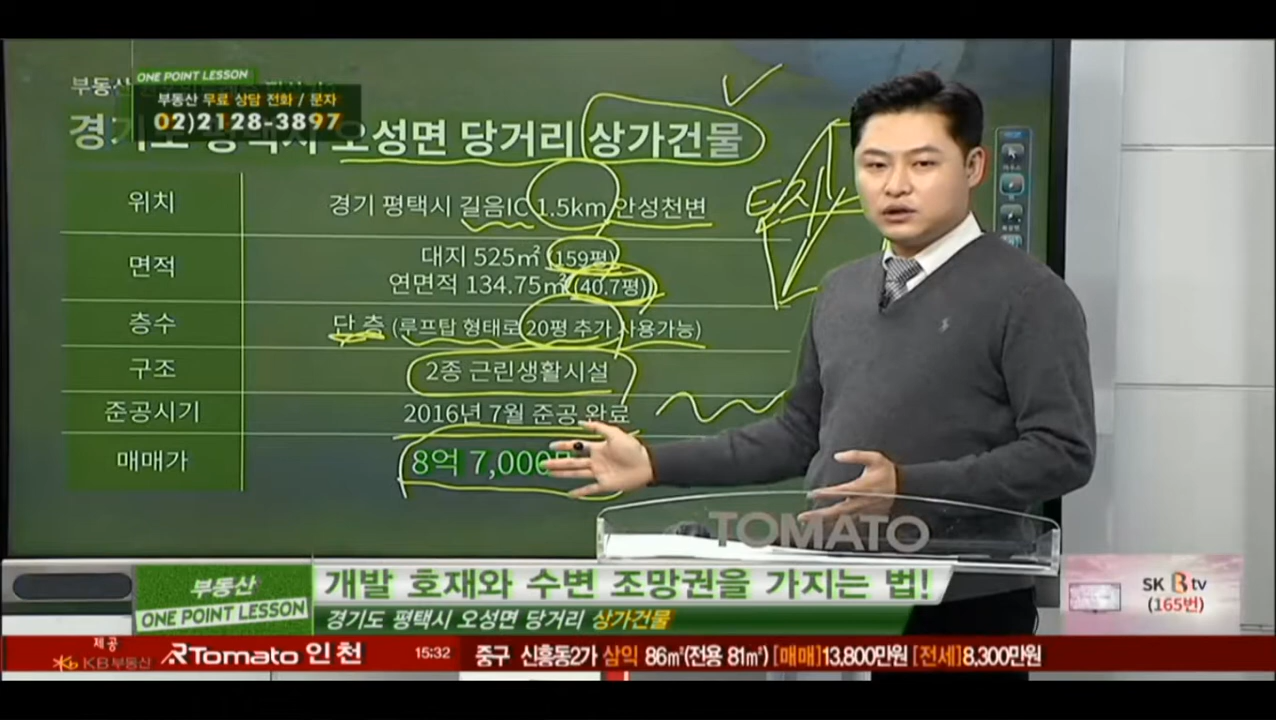 ONE POINT LESSON
부동산 무료 상담 전화 / 문자
02)2128-3897
부동산
오성면 당거리 상가건물
위치 경기 평택시 길음IC 1.5km 안성천변
면적 대지 525㎡ (159평)
연면적 134.75㎡ (40.7평)
층수 단 층 (루프탑 형태로 20평 추가 사용가능)
구조 2종 근린생활시설
준공시기 2016년 7월 준공 완료
매매가 8억 7,000
TOMATO
부동산
ONE POINT LESSON
개발 호재와 수변 조망권을 가지는 법!
경기도 평택시 오성면 당거리 상가건물
SK B tv
(165번)
제공
KB부동산
RTomato 인천 15:32 중구 신흥동2가 삼익 86㎡(전용 81㎡) [매매]13,800만원 [전세]8,300만원